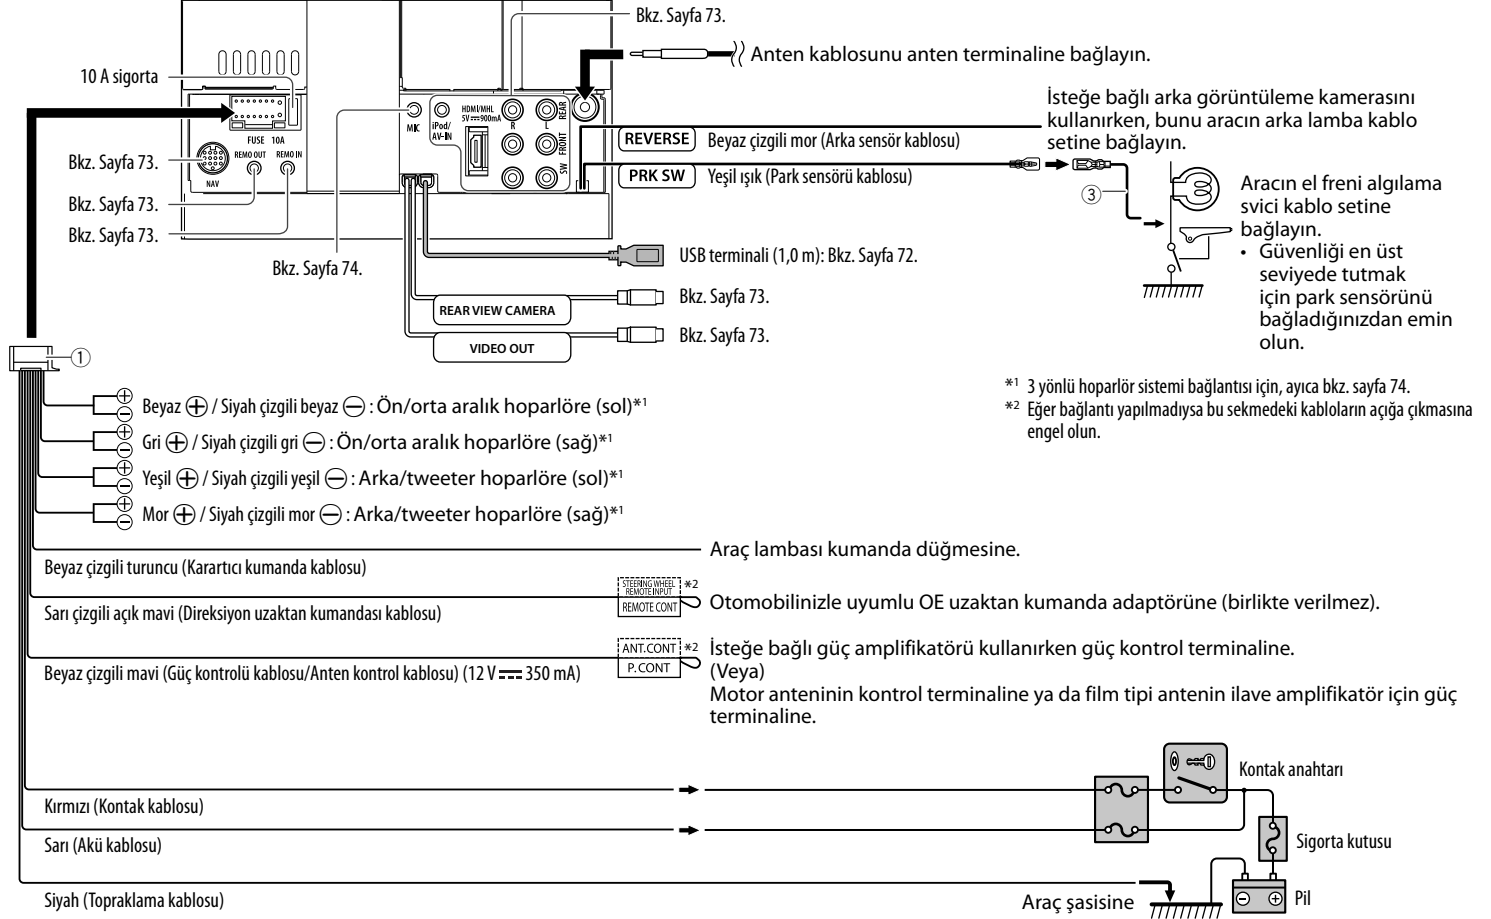 Bkz. Sayfa 73.
Anten kablosunu anten terminaline bağlayın.
10 A sigorta
HDMI/MHL
5V ⎓ 900mA
MIC
iPod/
AV-IN
R
L
REAR
FRONT
SW
FUSE 10A
REMO OUT
REMO IN
NAV
Bkz. Sayfa 73.
Bkz. Sayfa 73.
Bkz. Sayfa 73.
Bkz. Sayfa 74.
İsteğe bağlı arka görüntüleme kamerasını
kullanırken, bunu aracın arka lamba kablo
setine bağlayın.
REVERSE
Beyaz çizgili mor (Arka sensör kablosu)
PRK SW
Yeşil ışık (Park sensörü kablosu)
③
Aracın el freni algılama
svici kablo setine
bağlayın.
• Güvenliği en üst
seviyede tutmak
için park sensörünü
bağladığınızdan emin
olun.
USB terminali (1,0 m): Bkz. Sayfa 72.
REAR VIEW CAMERA
Bkz. Sayfa 73.
VIDEO OUT
Bkz. Sayfa 73.
①
*1 3 yönlü hoparlör sistemi bağlantısı için, ayıca bkz. sayfa 74.
*2 Eğer bağlantı yapılmadıysa bu sekmedeki kabloların açığa çıkmasına
engel olun.
Beyaz ⊕ / Siyah çizgili beyaz ⊖ : Ön/orta aralık hoparlöre (sol)*1
Gri ⊕ / Siyah çizgili gri ⊖ : Ön/orta aralık hoparlöre (sağ)*1
Yeşil ⊕ / Siyah çizgili yeşil ⊖ : Arka/tweeter hoparlöre (sol)*1
Mor ⊕ / Siyah çizgili mor ⊖ : Arka/tweeter hoparlöre (sağ)*1
Araç lambası kumanda düğmesine.
Beyaz çizgili turuncu (Karartıcı kumanda kablosu)
STEERING WHEEL
REMOTE INPUT
*2
REMOTE CONT
Otomobilinizle uyumlu OE uzaktan kumanda adaptörüne (birlikte verilmez).
Sarı çizgili açık mavi (Direksiyon uzaktan kumandası kablosu)
ANT.CONT
*2
P.CONT
İsteğe bağlı güç amplifikatörü kullanırken güç kontrol terminaline.
(Veya)
Motor anteninin kontrol terminaline ya da film tipi antenin ilave amplifikatör için güç
terminaline.
Beyaz çizgili mavi (Güç kontrolü kablosu/Anten kontrol kablosu) (12 V ⎓ 350 mA)
Kontak anahtarı
Kırmızı (Kontak kablosu)
Sarı (Akü kablosu)
Sigorta kutusu
Siyah (Topraklama kablosu)
Araç şasisine
Pil